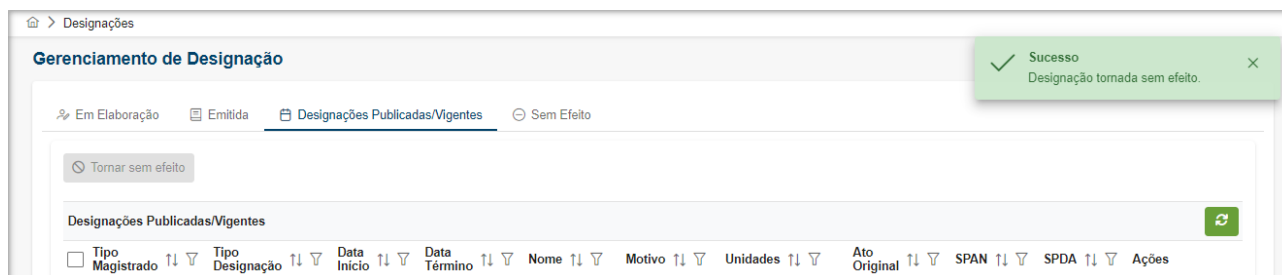 Designações
Gerenciamento de Designação
Sucesso
Designação tornada sem efeito.
Em Elaboração Emitida Designações Publicadas/Vigentes Sem Efeito
Tornar sem efeito
Designações Publicadas/Vigentes
Tipo Magistrado Tipo Designação Data Início Data Término Nome Motivo Unidades Ato Original SPAN SPDA Ações